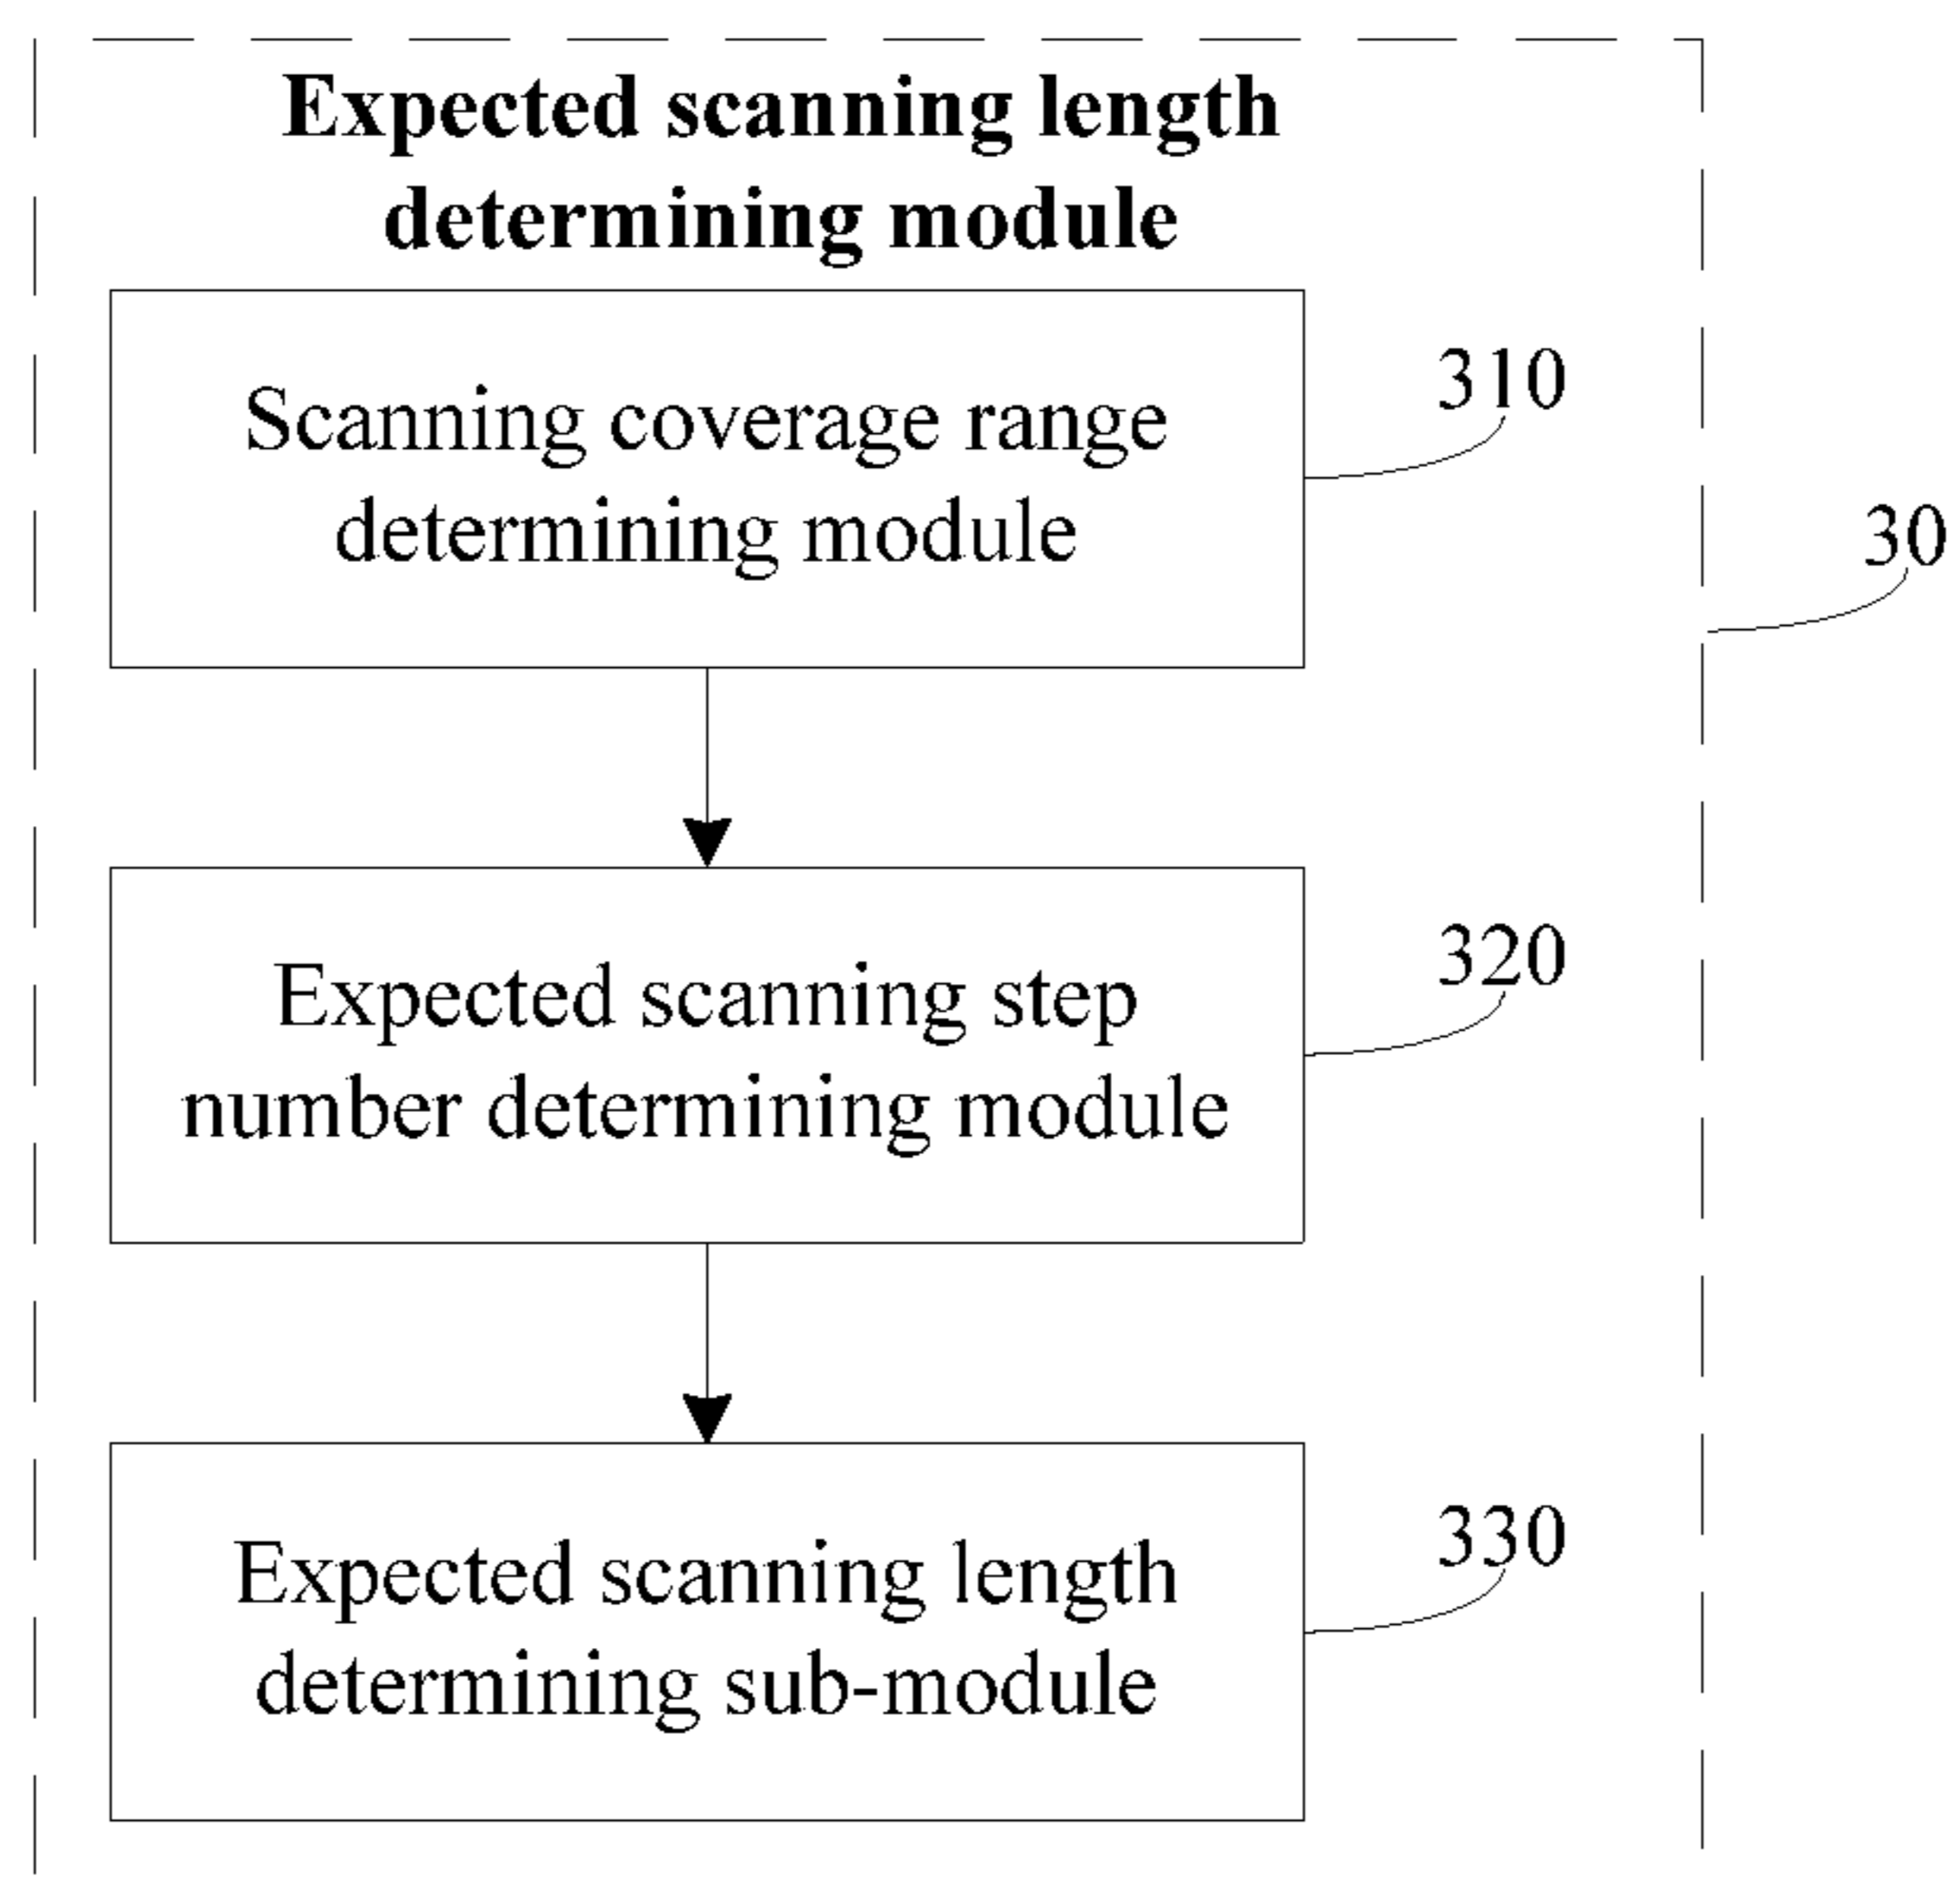 Expected scanning length
determining module
Scanning coverage range
determining module
310
30
Expected scanning step
number determining module
320
Expected scanning length
determining sub-module
330